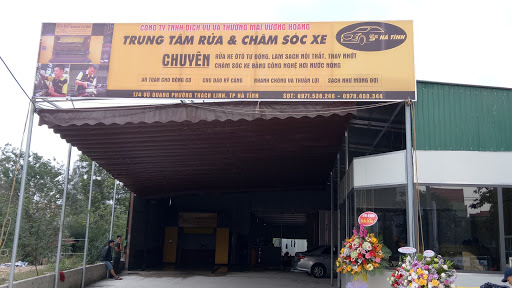 CÔNG TY TNHH DỊCH VỤ VÀ THƯƠNG MẠI VƯƠNG HOÀNG
TRUNG TÂM RỬA & CHĂM SÓC XE
HÀ TĨNH
CHUYÊN
RỬA XE OTO TỰ ĐỘNG, LÀM SẠCH NỘI THẤT, THAY NHỚT
CHĂM SÓC XE BẰNG CÔNG NGHỆ HƠI NƯỚC NÓNG
AN TOÀN CHO ĐỘNG CƠ
CHU ĐÁO KỸ CÀNG
NHANH CHÓNG VÀ THUẬN LỢI
SẠCH NHƯ MONG ĐỢI
174 VŨ QUANG PHƯỜNG THẠCH LINH, TP HÀ TĨNH